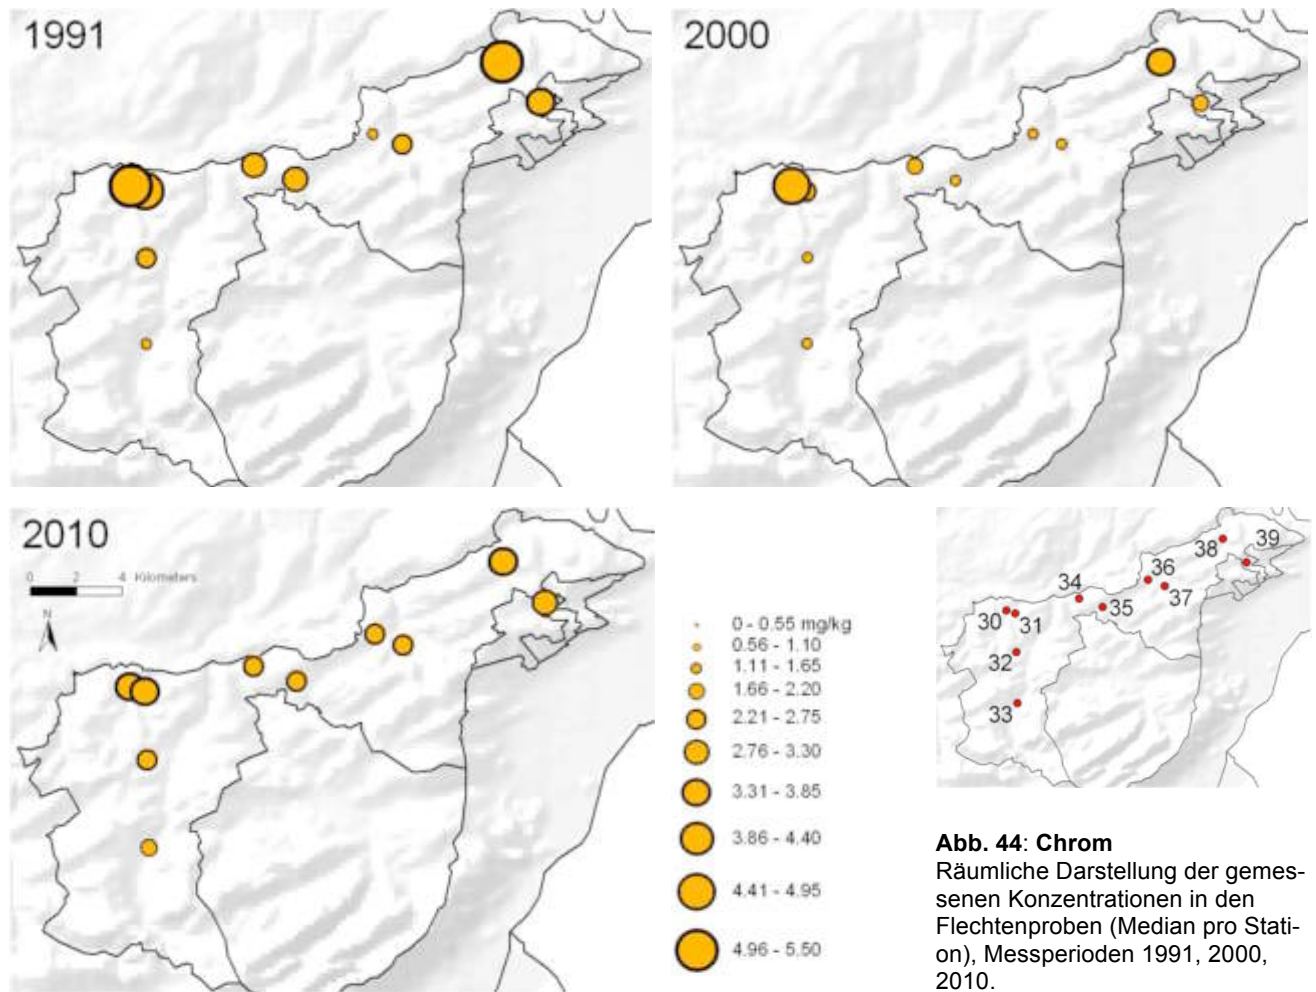 1991
2000
2010
0 2 4 Kilometers
N
0 - 0.55 mg/kg
0.56 - 1.10
1.11 - 1.65
1.66 - 2.20
2.21 - 2.75
2.76 - 3.30
3.31 - 3.85
3.86 - 4.40
4.41 - 4.95
4.96 - 5.50
38
39
36
37
34
35
30
31
32
33
Abb. 44: Chrom
Räumliche Darstellung der gemes-
senen Konzentrationen in den
Flechtenproben (Median pro Stati-
on), Messperioden 1991, 2000,
2010.